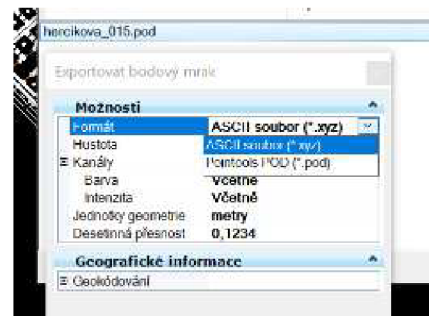 hercikova_015.pod
Exportovat bodový mrak
Možnosti
Formát ASCII soubor (*.xyz)
Hustota ASCII soubor (*.xyz)
Kanály Pointools POD (*.pod)
Barva Včetně
Intenzita Včetně
Jednotky geometrie metry
Desetinná přesnost 0,1234
Geografické informace
Geokódování